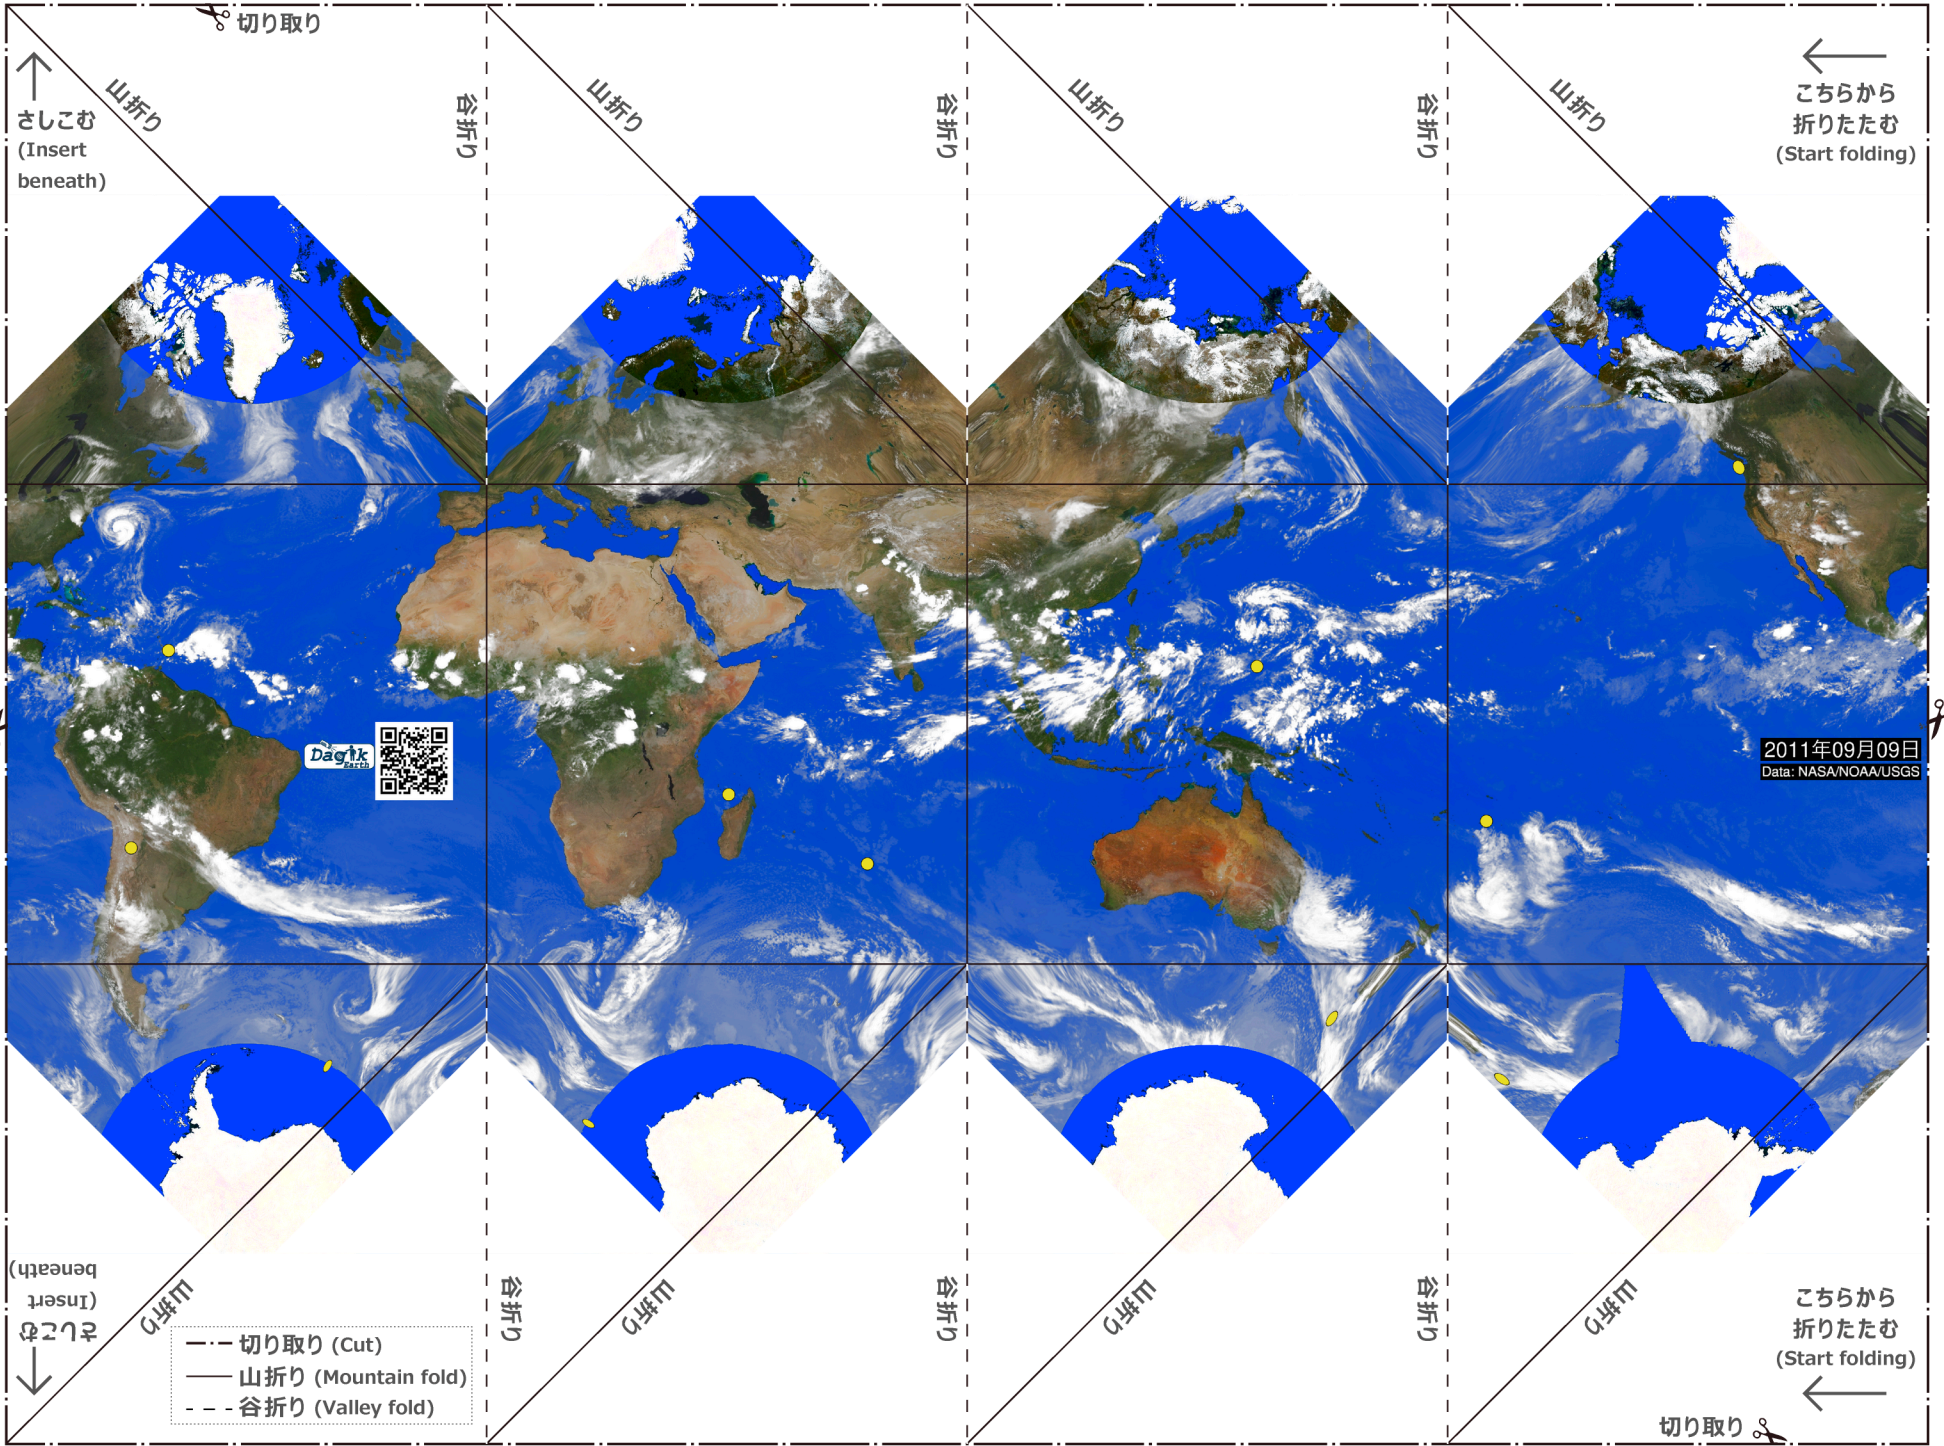 切り取り
山折り
谷折り
山折り
谷折り
山折り
谷折り
山折り
さしこむ
(Insert
beneath)
こちらから
折りたたむ
(Start folding)
Dagik
Earth
2011年09月09日
Data: NASA/NOAA/USGS
さしこむ
(Insert
beneath)
山折り
谷折り
山折り
谷折り
山折り
谷折り
山折り
こちらから
折りたたむ
(Start folding)
切り取り (Cut)
山折り (Mountain fold)
谷折り (Valley fold)
切り取り